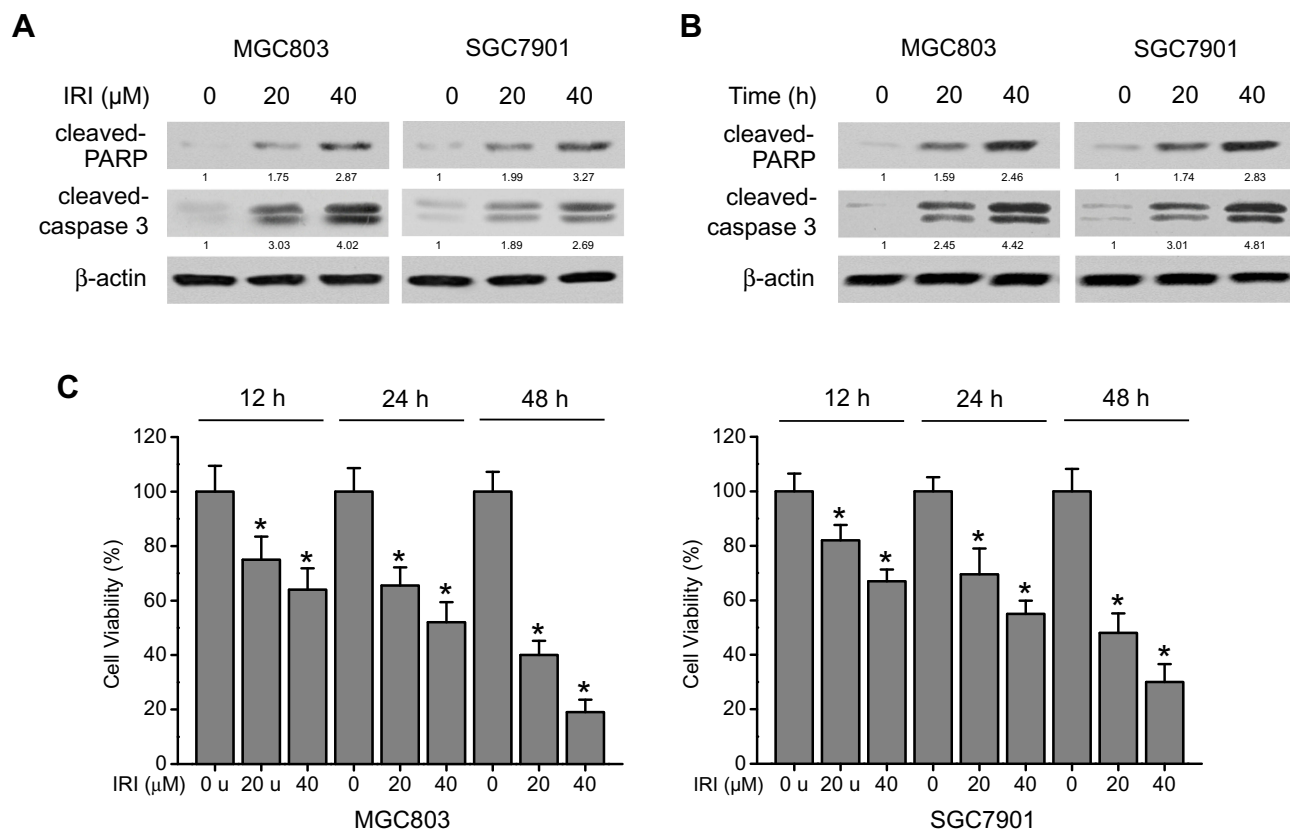 A
MGC803 SGC7901
IRI (µM) 0 20 40 0 20 40
cleaved-
PARP
1 1.75 2.87 1 1.99 3.27
cleaved-
caspase 3
1 3.03 4.02 1 1.89 2.69
β-actin
B
MGC803 SGC7901
Time (h) 0 20 40 0 20 40
cleaved-
PARP
1 1.59 2.46 1 1.74 2.83
cleaved-
caspase 3
1 2.45 4.42 1 3.01 4.81
β-actin
C
12 h 24 h 48 h
120
100
80
60
40
20
0
Cell Viability (%)
* * * * * *
IRI (µM) 0 u 20 u 40 0 20 40 0 20 40
MGC803
12 h 24 h 48 h
120
100
80
60
40
20
0
Cell Viability (%)
* * * * * *
IRI (µM) 0 u 20 u 40 0 20 40 0 20 40
SGC7901